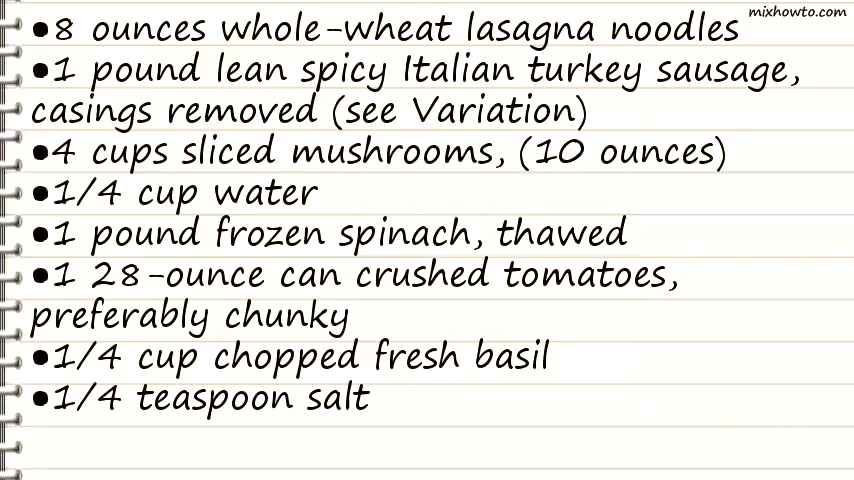 mixhowto.com
•8 ounces whole-wheat lasagna noodles
•1 pound lean spicy Italian turkey sausage,
casings removed (see Variation)
•4 cups sliced mushrooms, (10 ounces)
•1/4 cup water
•1 pound frozen spinach, thawed
•1 28-ounce can crushed tomatoes,
preferably chunky
•1/4 cup chopped fresh basil
•1/4 teaspoon salt